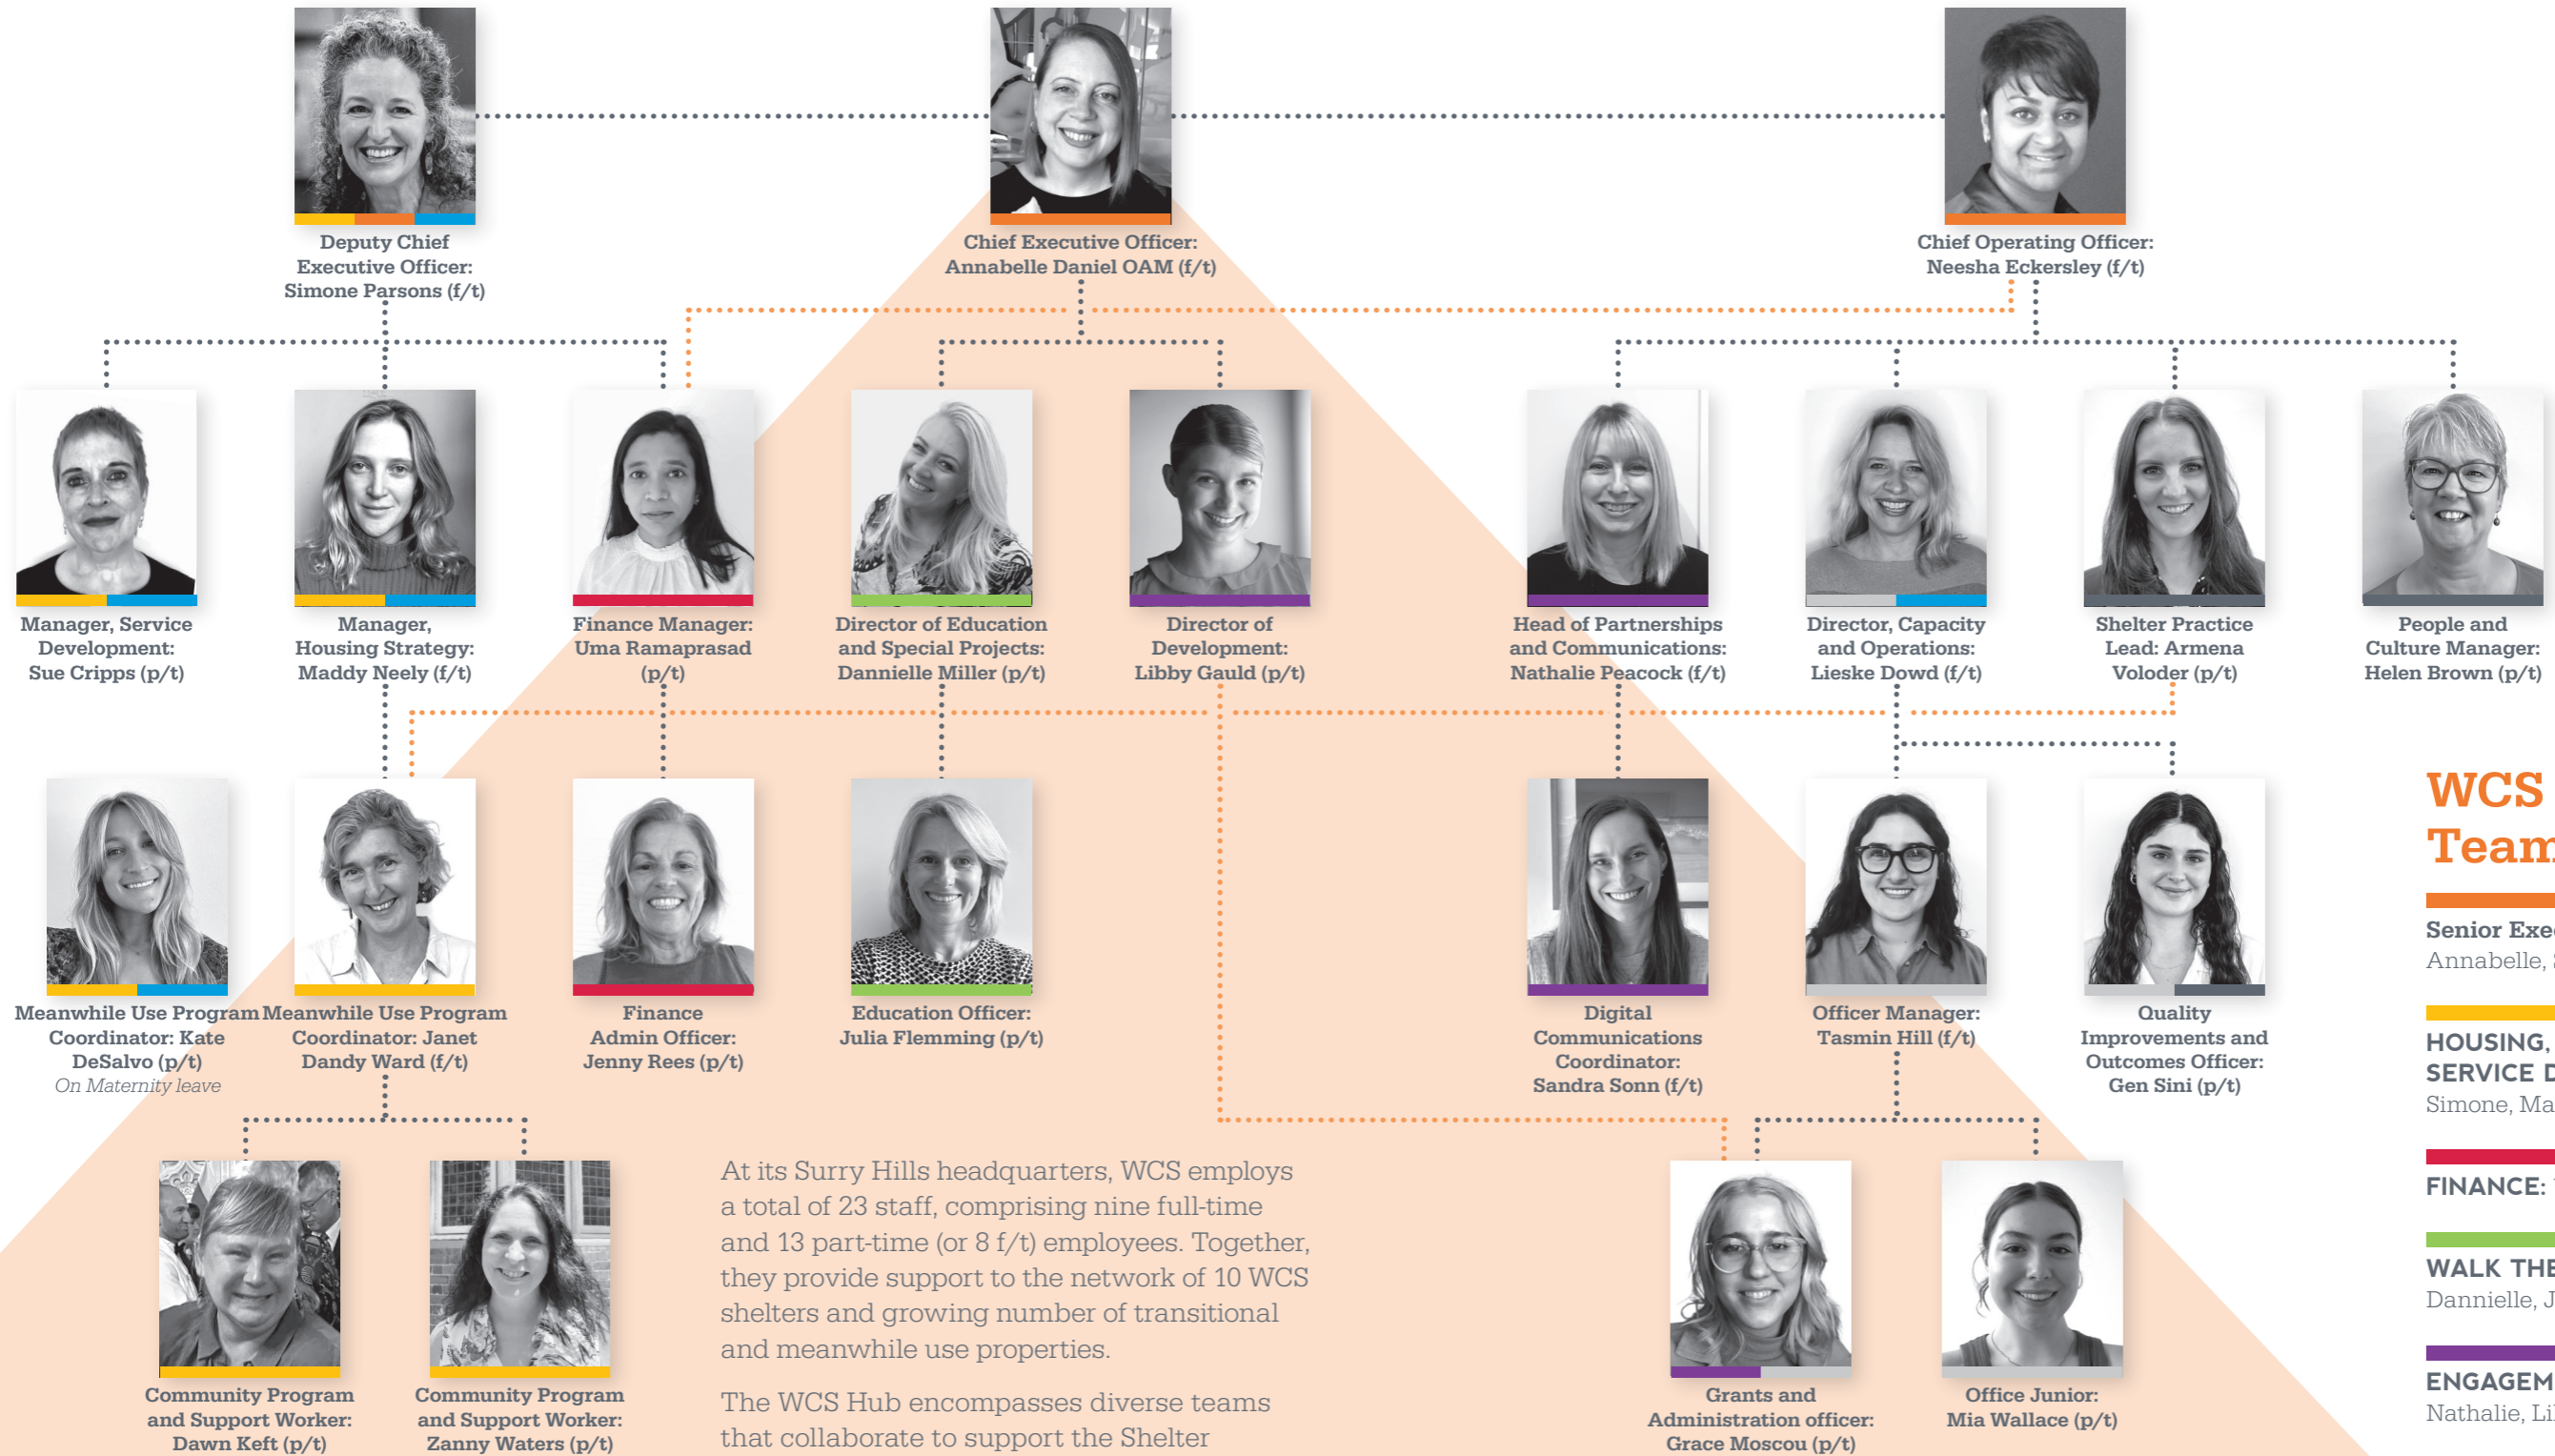 Deputy Chief
Executive Officer:
Simone Parsons (f/t)
Chief Executive Officer:
Annabelle Daniel OAM (f/t)
Chief Operating Officer:
Neesha Eckersley (f/t)
Manager, Service
Development:
Sue Cripps (p/t)
Manager,
Housing Strategy:
Maddy Neely (f/t)
Finance Manager:
Uma Ramaprasad
(p/t)
Director of Education
and Special Projects:
Dannielle Miller (p/t)
Director of
Development:
Libby Gauld (p/t)
Head of Partnerships
and Communications:
Nathalie Peacock (f/t)
Director, Capacity
and Operations:
Lieske Dowd (f/t)
Shelter Practice
Lead: Armena
Voloder (p/t)
People and
Culture Manager:
Helen Brown (p/t)
Meanwhile Use Program
Coordinator: Kate
DeSalvo (p/t)
On Maternity leave
Meanwhile Use Program
Coordinator: Janet
Dandy Ward (f/t)
Finance
Admin Officer:
Jenny Rees (p/t)
Education Officer:
Julia Flemming (p/t)
Digital
Communications
Coordinator:
Sandra Sonn (f/t)
Officer Manager:
Tasmin Hill (f/t)
Quality
Improvements and
Outcomes Officer:
Gen Sini (p/t)
Community Program
and Support Worker:
Dawn Keft (p/t)
Community Program
and Support Worker:
Zanny Waters (p/t)
At its Surry Hills headquarters, WCS employs
a total of 23 staff, comprising nine full-time
and 13 part-time (or 8 f/t) employees. Together,
they provide support to the network of 10 WCS
shelters and growing number of transitional
and meanwhile use properties.
The WCS Hub encompasses diverse teams
that collaborate to support the Shelter
Grants and
Administration officer:
Grace Moscou (p/t)
Office Junior:
Mia Wallace (p/t)
WCS
Team
Senior Exe
Annabelle,
HOUSING,
SERVICE
Simone, Ma
FINANCE:
WALK THE
Dannielle, J
ENGAGEM
Nathalie,